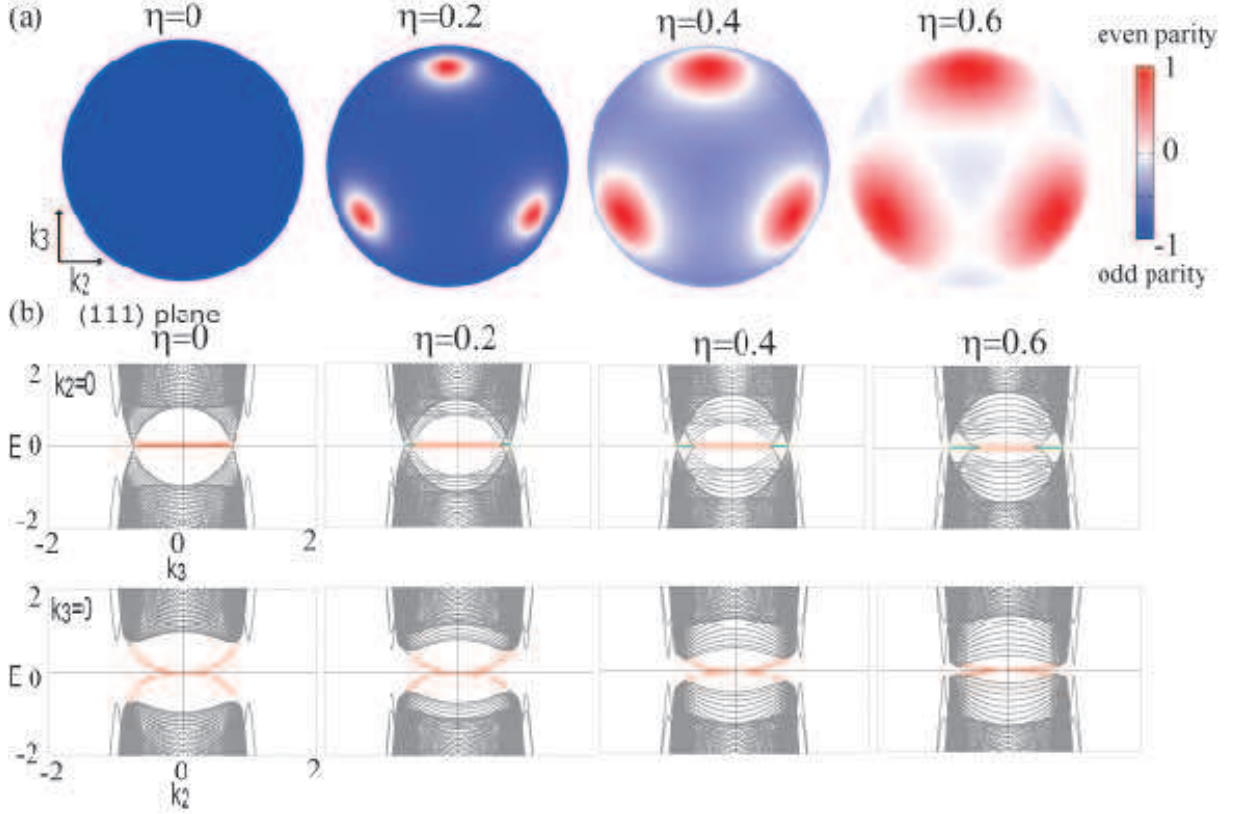 (a)
η=0
η=0.2
η=0.4
η=0.6
even parity
1
0
-1
odd parity
k3
k2
(b)
(111) plane
η=0
η=0.2
η=0.4
η=0.6
2
k2=0
E 0
-2
-2
0
2
k3
2
k3=0
E 0
-2
-2
0
2
k2